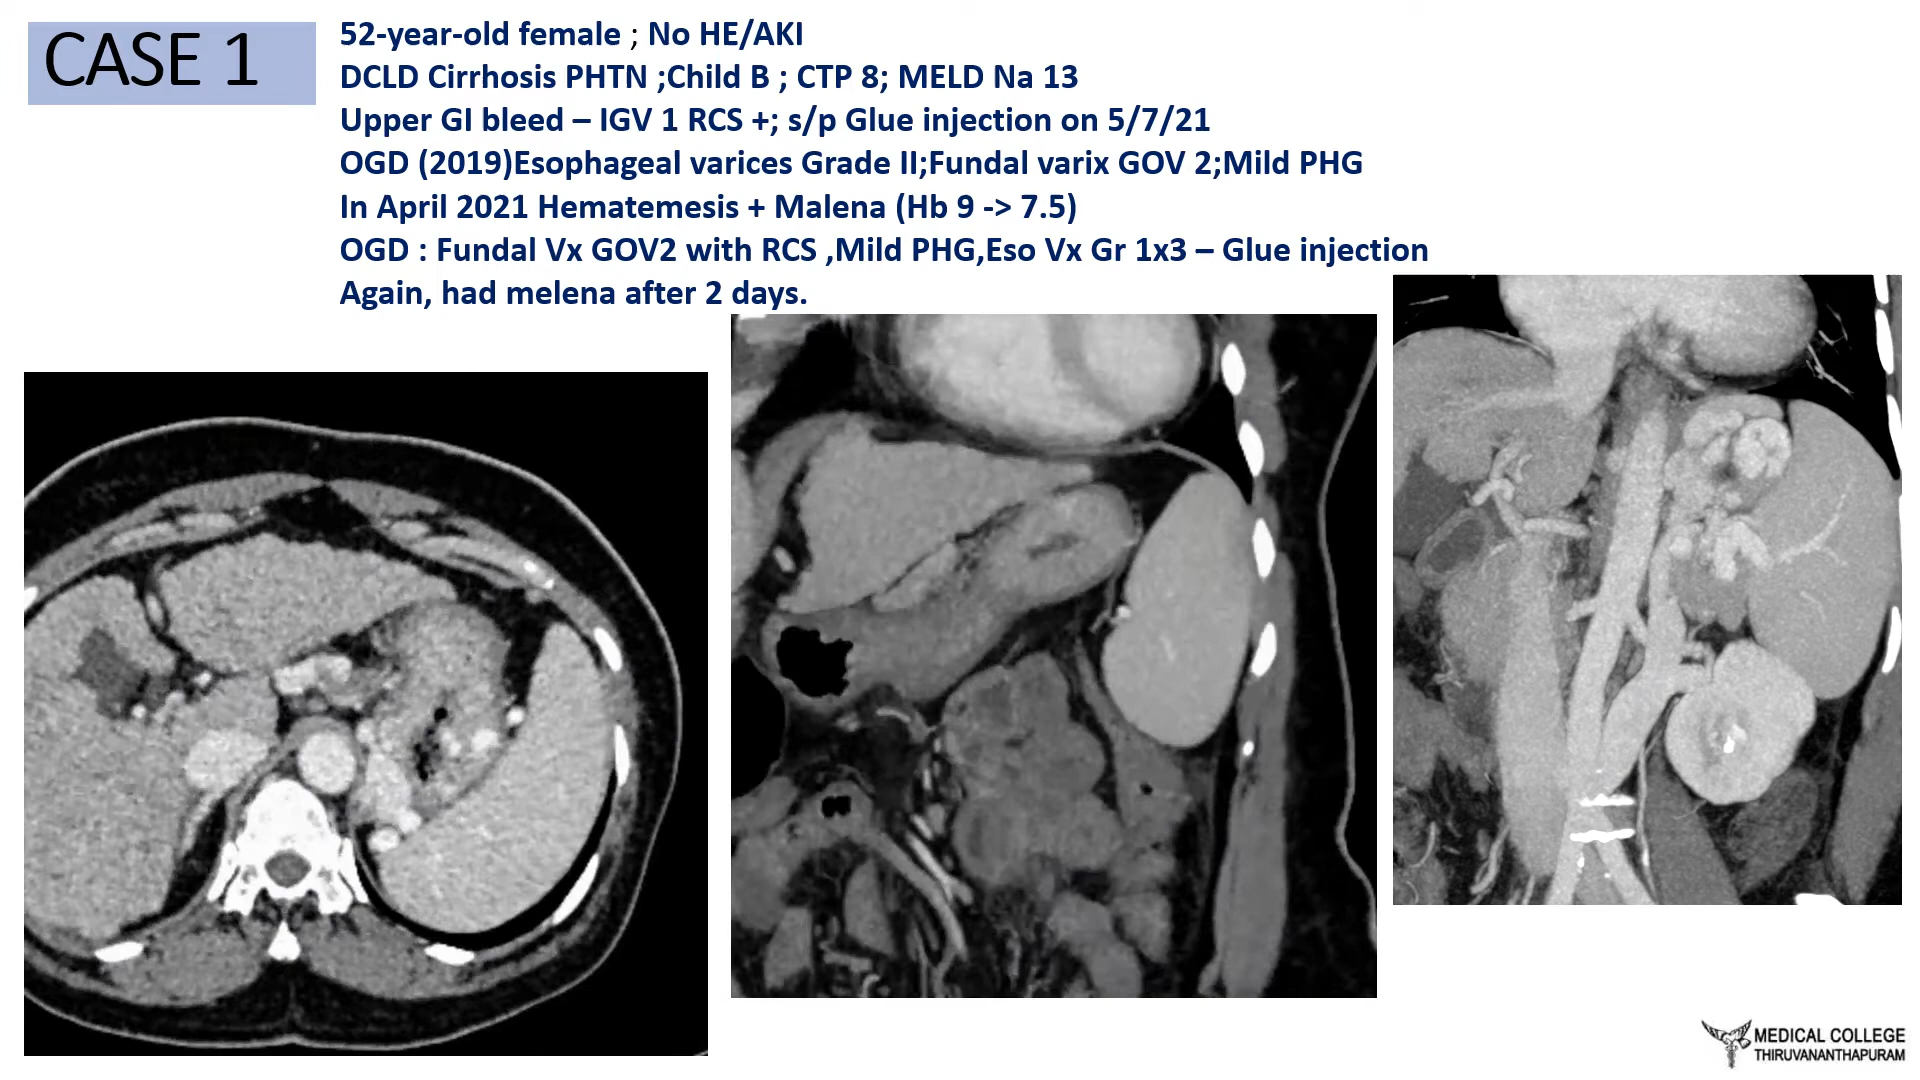 CASE 1
52-year-old female ; No HE/AKI
DCLD Cirrhosis PHTN ;Child B ; CTP 8; MELD Na 13
Upper GI bleed – IGV 1 RCS +; s/p Glue injection on 5/7/21
OGD (2019)Esophageal varices Grade II;Fundal varix GOV 2;Mild PHG
In April 2021 Hematemesis + Malena (Hb 9 -> 7.5)
OGD : Fundal Vx GOV2 with RCS ,Mild PHG,Eso Vx Gr 1x3 – Glue injection
Again, had melena after 2 days.
MEDICAL COLLEGE
THIRUVANANTHAPURAM